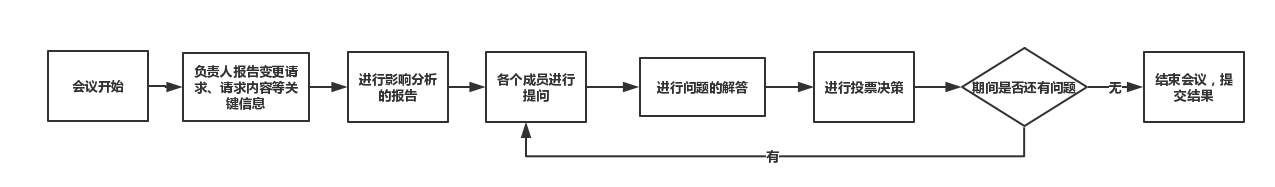 会议开始
负责人报告变更请
求、请求内容等关
键信息
进行影响分析
的报告
各个成员进行
提问
进行问题的解答
进行投票决策
期间是否还有问题
无
结束会议，提
交结果
有